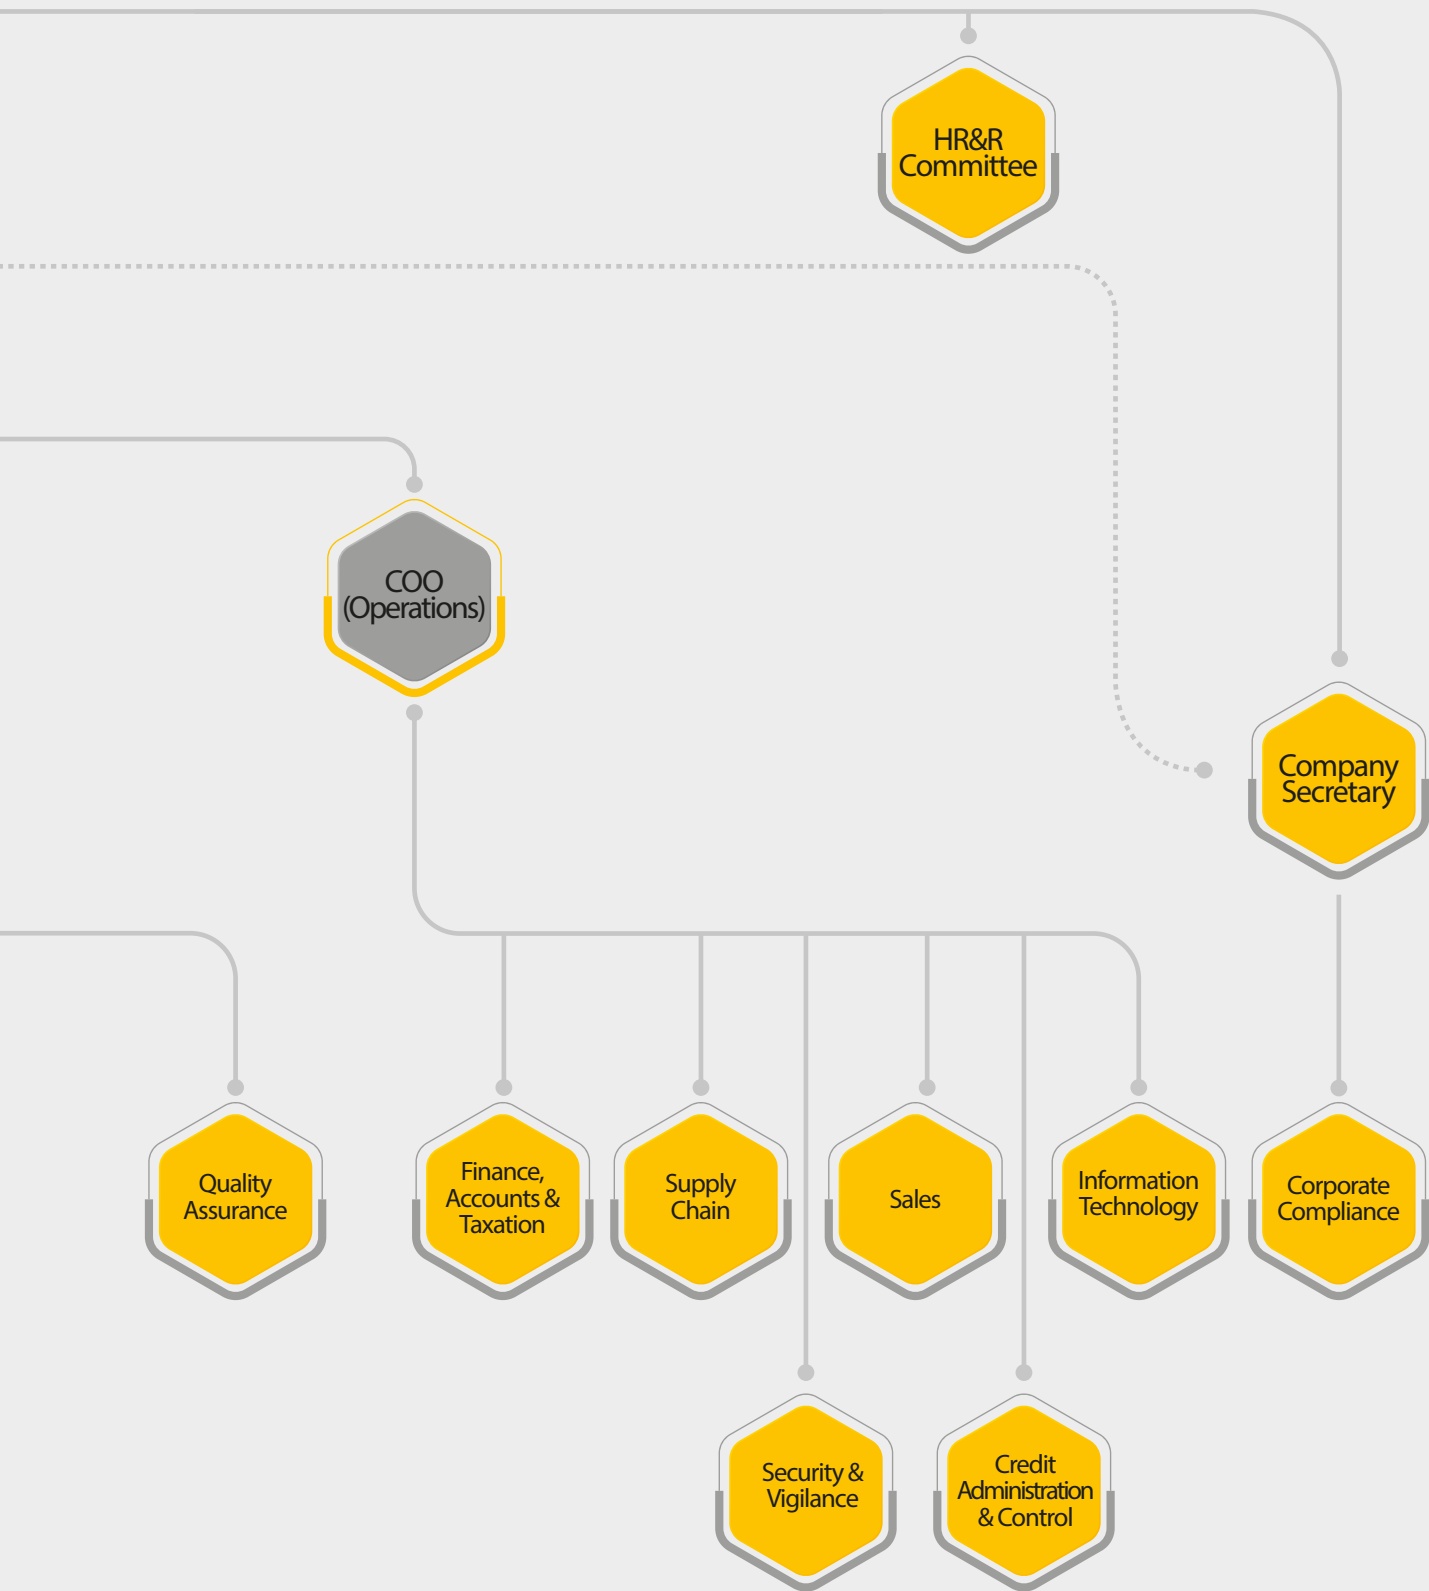 HR&R
Committee
COO
(Operations)
Company
Secretary
Quality
Assurance
Finance,
Accounts &
Taxation
Supply
Chain
Sales
Information
Technology
Corporate
Compliance
Security &
Vigilance
Credit
Administration
& Control